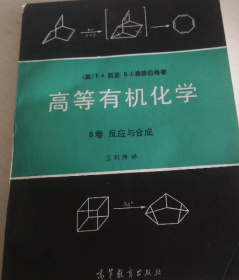 (美)F.A.凯里 R.J.森德伯格著
高等有机化学
B卷 反应与合成
王积涛 译
高等教育出版社